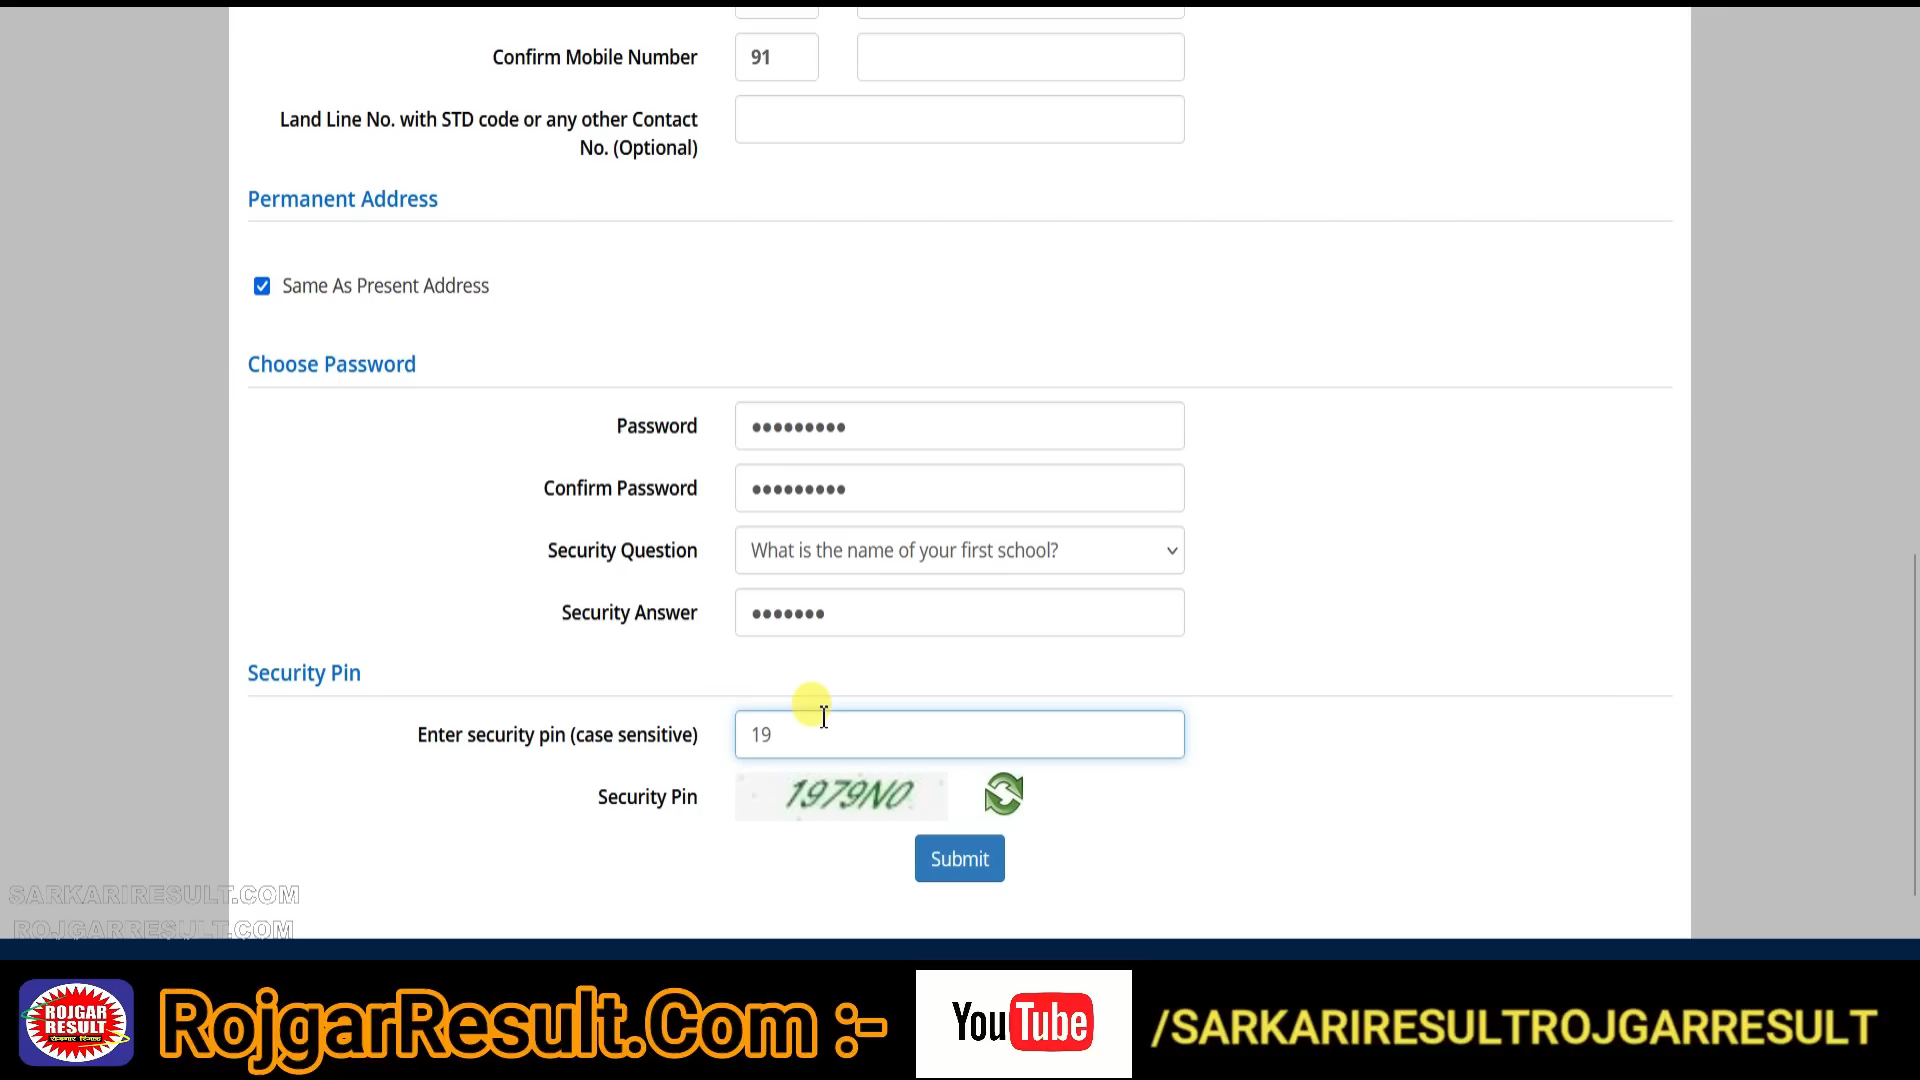 Confirm Mobile Number
91
Land Line No. with STD code or any other Contact
No. (Optional)
Permanent Address
Same As Present Address
Choose Password
Password
•••••••••
Confirm Password
•••••••••
Security Question
What is the name of your first school?
Security Answer
•••••••
Security Pin
Enter security pin (case sensitive)
19
Security Pin
1979N0
Submit
SARKARIRESULT.COM
ROJGARRESULT.COM
ROJGAR
RESULT
रोजगार रिजल्ट
RojgarResult.Com :-
YouTube
/SARKARIRESULTROJGARRESULT